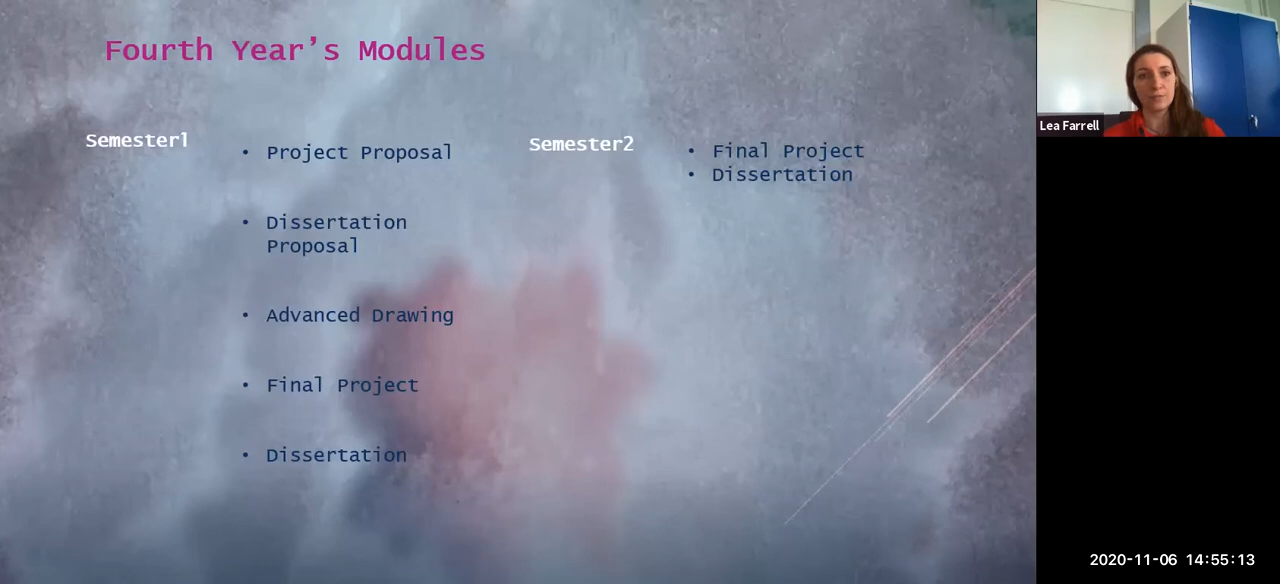 Fourth Year’s Modules
Semester1
• Project Proposal
• Dissertation
Proposal
• Advanced Drawing
• Final Project
• Dissertation
Semester2
• Final Project
• Dissertation
Lea Farrell
2020-11-06 14:55:13